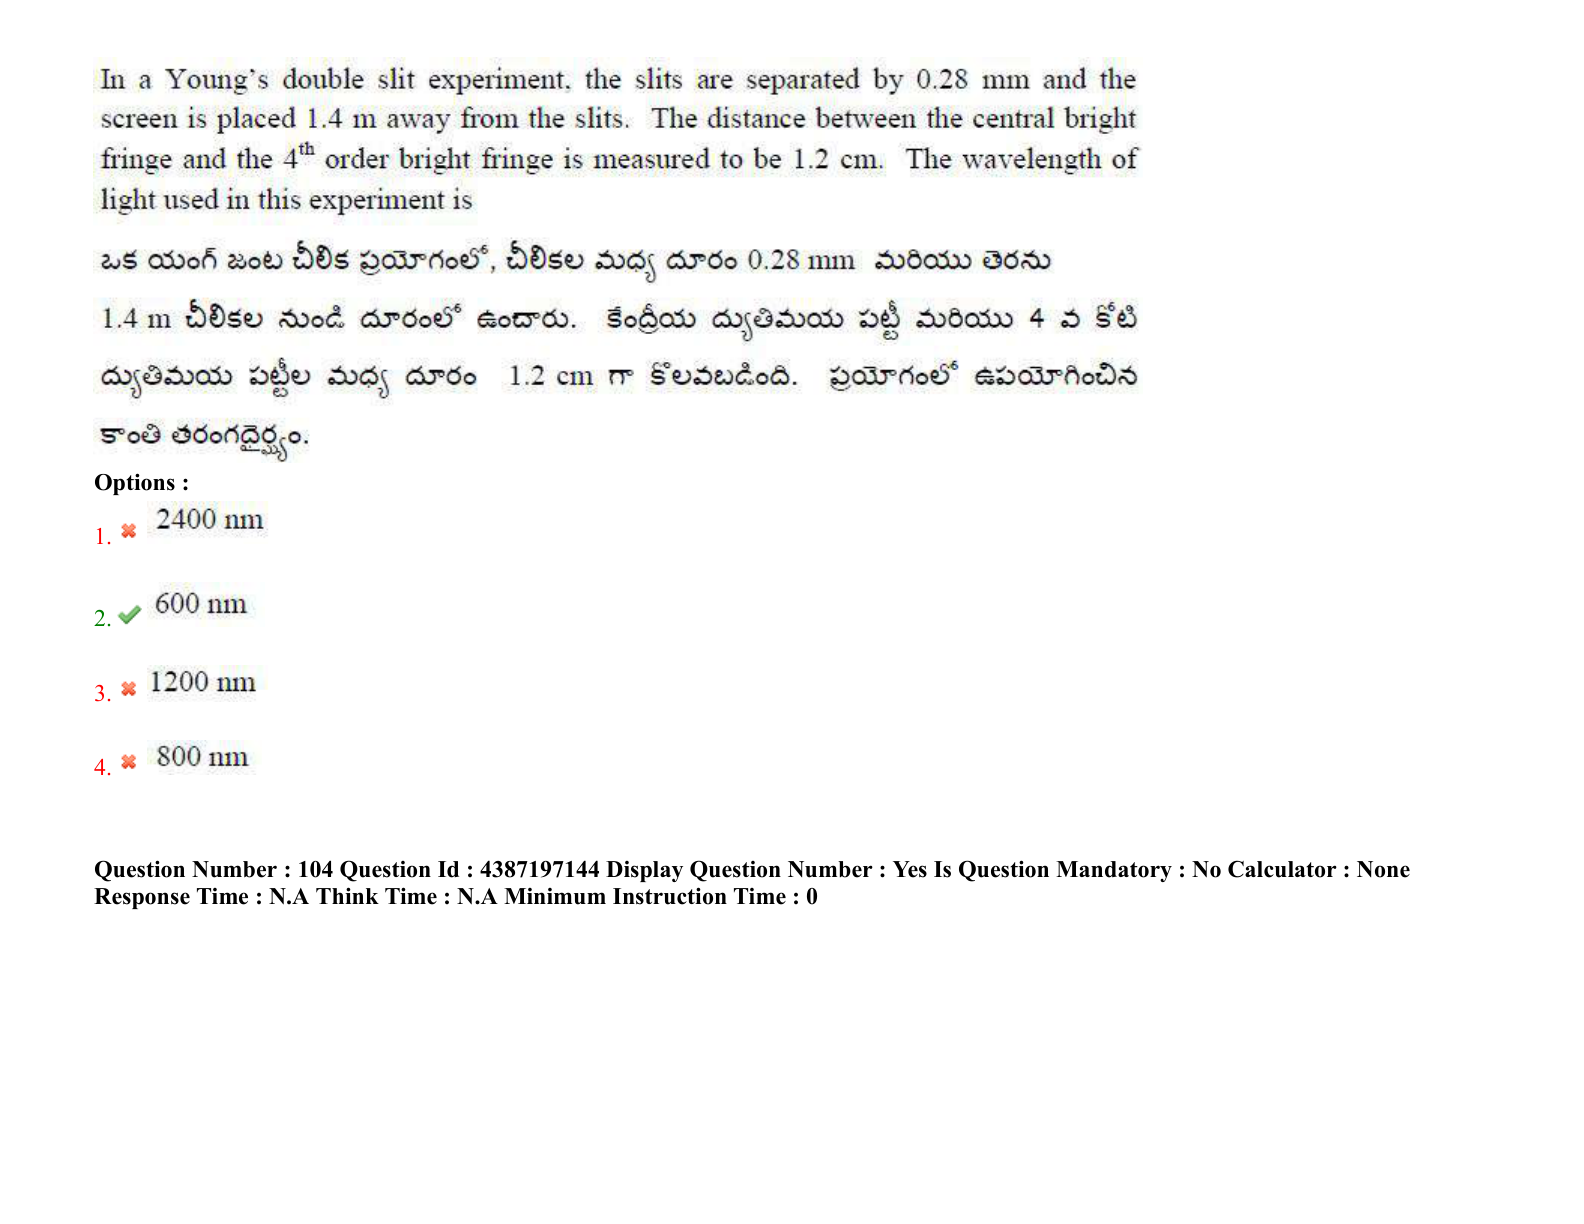 In a Young's double slit experiment, the slits are separated by 0.28 mm and the
screen is placed 1.4 m away from the slits. The distance between the central bright
fringe and the 4th order bright fringe is measured to be 1.2 cm. The wavelength of
light used in this experiment is
ఒక యంగ్ జంట చీలిక ప్రయోగంలో, చీలికల మధ్య దూరం 0.28 mm మరియు తెరను
1.4 m చీలికల నుండి దూరంలో ఉంచారు. కేంద్రీయ ద్యుతిమయ పట్టీ మరియు 4 వ కోటి
ద్యుతిమయ పట్టీల మధ్య దూరం 1.2 cm గా కొలవబడింది. ప్రయోగంలో ఉపయోగించిన
కాంతి తరంగదైర్ఘ్యం.
Options :
1. 2400 nm
2. 600 nm
3. 1200 nm
4. 800 nm
Question Number : 104 Question Id : 4387197144 Display Question Number : Yes Is Question Mandatory : No Calculator : None
Response Time : N.A Think Time : N.A Minimum Instruction Time : 0